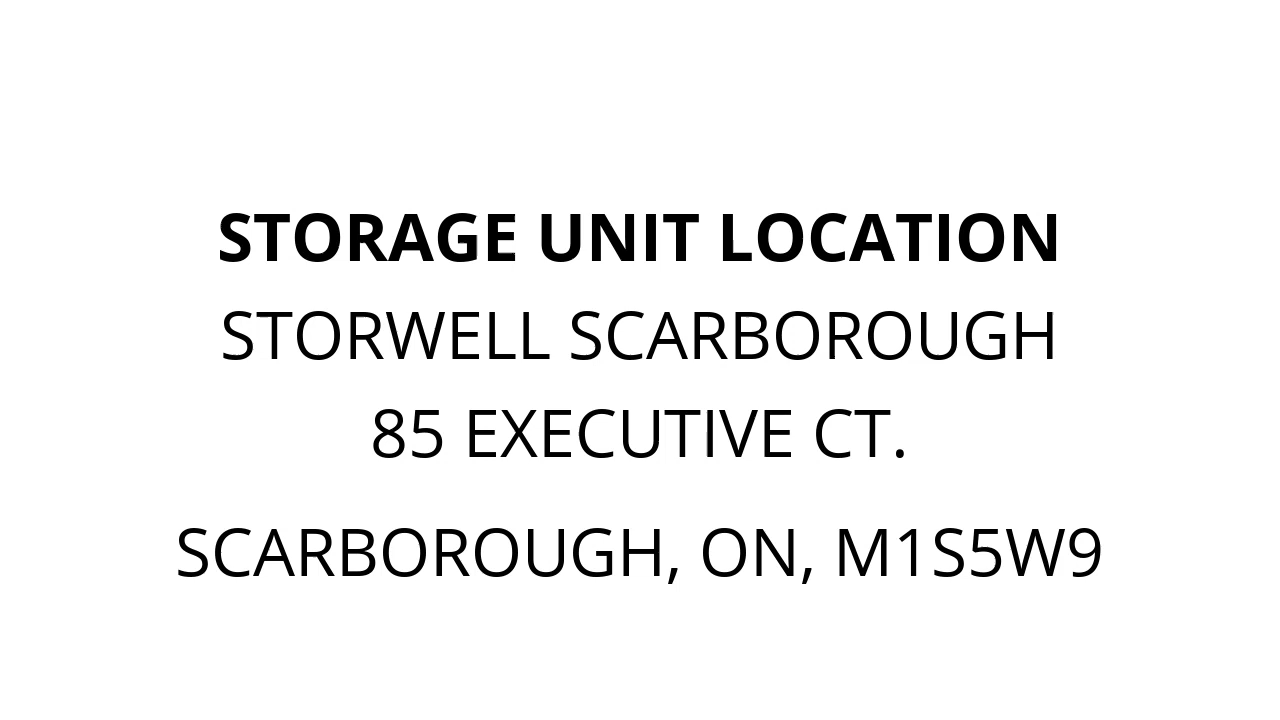 STORAGE UNIT LOCATION
STORWELL SCARBOROUGH
85 EXECUTIVE CT.
SCARBOROUGH, ON, M1S5W9